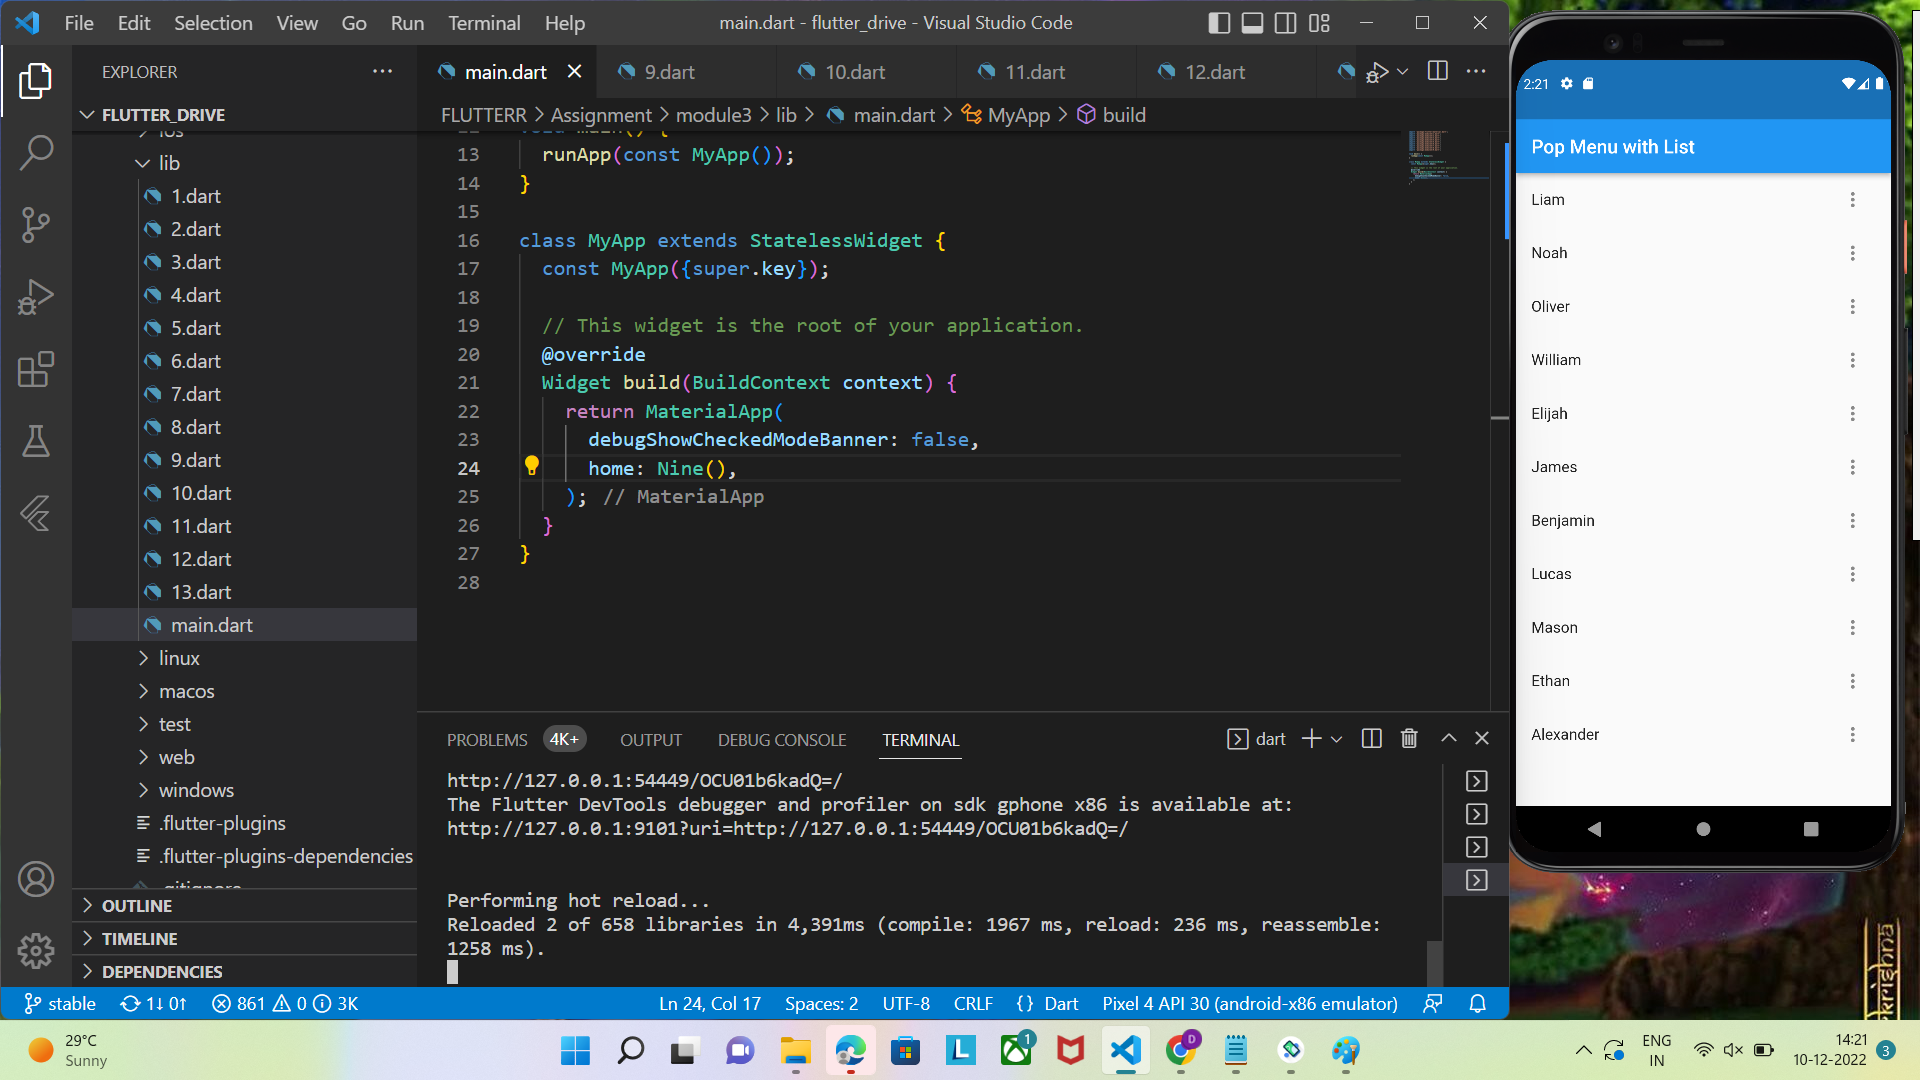 File Edit Selection View Go Run Terminal Help
main.dart - flutter_drive - Visual Studio Code
EXPLORER
FLUTTER_DRIVE
ios
lib
1.dart
2.dart
3.dart
4.dart
5.dart
6.dart
7.dart
8.dart
9.dart
10.dart
11.dart
12.dart
13.dart
main.dart
linux
macos
test
web
windows
.flutter-plugins
.flutter-plugins-dependencies
.gitignore
OUTLINE
TIMELINE
DEPENDENCIES
main.dart 9.dart 10.dart 11.dart 12.dart
FLUTTERR > Assignment > module3 > lib > main.dart > MyApp > build
12 void main() {
13 runApp(const MyApp());
14 }
15
16 class MyApp extends StatelessWidget {
17 const MyApp({super.key});
18
19 // This widget is the root of your application.
20 @override
21 Widget build(BuildContext context) {
22 return MaterialApp(
23 debugShowCheckedModeBanner: false,
24 home: Nine(),
25 ); // MaterialApp
26 }
27 }
28
PROBLEMS 4K+ OUTPUT DEBUG CONSOLE TERMINAL
dart
http://127.0.0.1:54449/OCU01b6kadQ=/
The Flutter DevTools debugger and profiler on sdk gphone x86 is available at:
http://127.0.0.1:9101?uri=http://127.0.0.1:54449/OCU01b6kadQ=/
Performing hot reload...
Reloaded 2 of 658 libraries in 4,391ms (compile: 1967 ms, reload: 236 ms, reassemble:
1258 ms).
stable 1↓ 0↑ 861 0 3K
Ln 24, Col 17 Spaces: 2 UTF-8 CRLF {} Dart Pixel 4 API 30 (android-x86 emulator)
2:21
Pop Menu with List
Liam
Noah
Oliver
William
Elijah
James
Benjamin
Lucas
Mason
Ethan
Alexander
krishna
29°C
Sunny
L
1
D
ENG
IN
14:21
10-12-2022
3